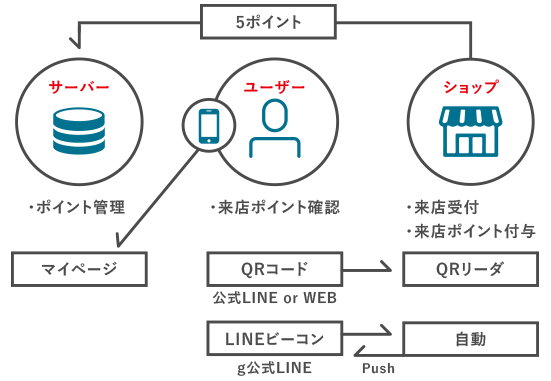 5ポイント
サーバー
ユーザー
ショップ
・ポイント管理
・来店ポイント確認
・来店受付
・来店ポイント付与
マイページ
QRコード
QRリーダ
公式LINE or WEB
LINEビーコン
自動
g公式LINE
Push